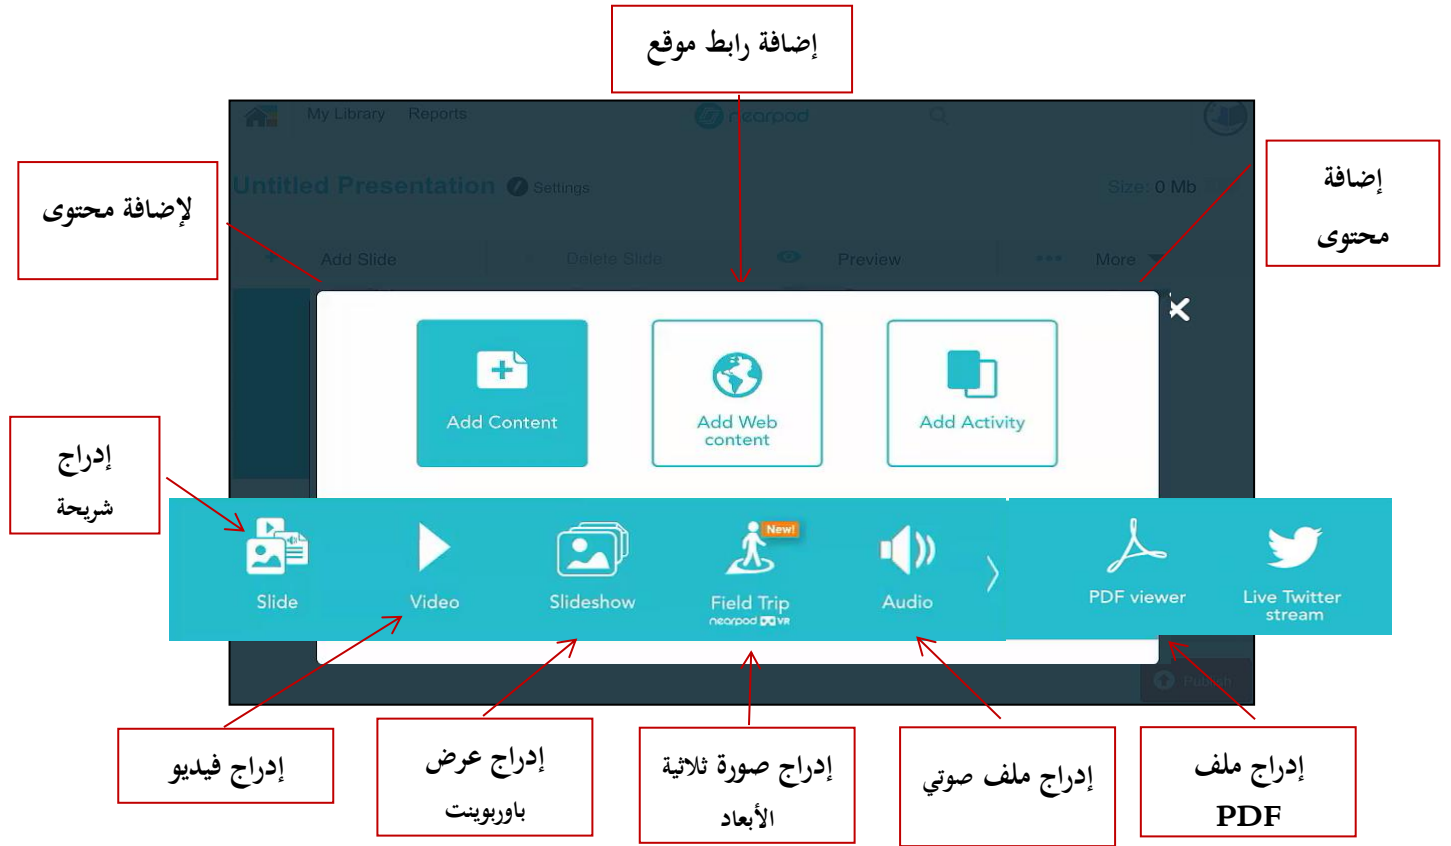 إضافة رابط موقع
My Library Reports nearpod
إضافة
محتوى
لإضافة محتوى
Untitled Presentation Settings Size: 0 Mb
+ Add Slide Delete Slide Preview ••• More
Add Content
Add Web
content
Add Activity
إدراج
شريحة
New!
Slide
Video
Slideshow
Field Trip
nearpod VR
Audio
PDF viewer
Live Twitter
stream
Publish
إدراج فيديو
إدراج عرض
باوربوينت
إدراج صورة ثلاثية
الأبعاد
إدراج ملف صوتي
إدراج ملف
PDF